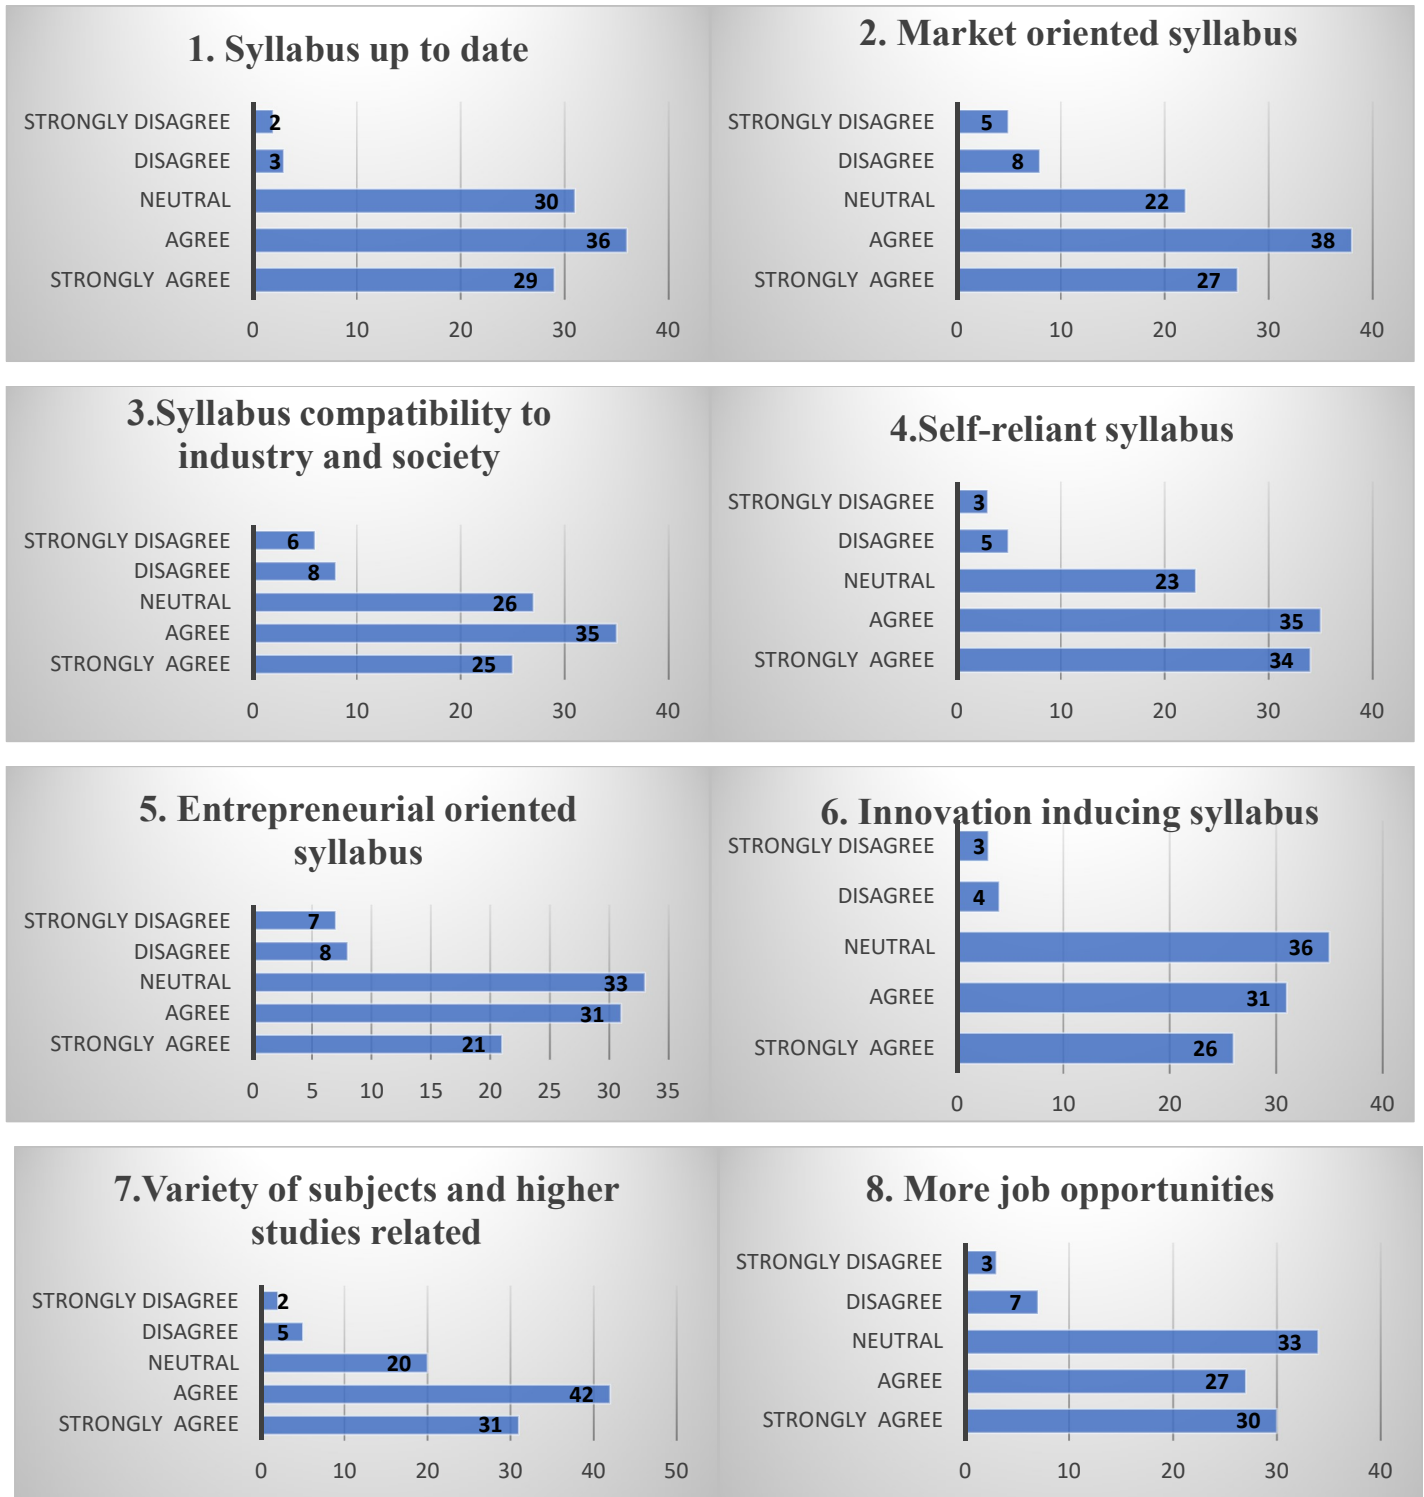 1. Syllabus up to date
STRONGLY DISAGREE 2
DISAGREE 3
NEUTRAL 30
AGREE 36
STRONGLY AGREE 29
0 10 20 30 40
2. Market oriented syllabus
STRONGLY DISAGREE 5
DISAGREE 8
NEUTRAL 22
AGREE 38
STRONGLY AGREE 27
0 10 20 30 40
3.Syllabus compatibility to
industry and society
STRONGLY DISAGREE 6
DISAGREE 8
NEUTRAL 26
AGREE 35
STRONGLY AGREE 25
0 10 20 30 40
4.Self-reliant syllabus
STRONGLY DISAGREE 3
DISAGREE 5
NEUTRAL 23
AGREE 35
STRONGLY AGREE 34
0 10 20 30 40
5. Entrepreneurial oriented
syllabus
STRONGLY DISAGREE 7
DISAGREE 8
NEUTRAL 33
AGREE 31
STRONGLY AGREE 21
0 5 10 15 20 25 30 35
6. Innovation inducing syllabus
STRONGLY DISAGREE 3
DISAGREE 4
NEUTRAL 36
AGREE 31
STRONGLY AGREE 26
0 10 20 30 40
7.Variety of subjects and higher
studies related
STRONGLY DISAGREE 2
DISAGREE 5
NEUTRAL 20
AGREE 42
STRONGLY AGREE 31
0 10 20 30 40 50
8. More job opportunities
STRONGLY DISAGREE 3
DISAGREE 7
NEUTRAL 33
AGREE 27
STRONGLY AGREE 30
0 10 20 30 40